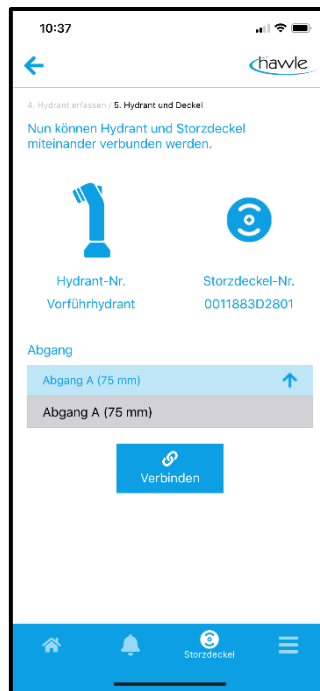 10:37
hawle
4. Hydrant erfassen / 5. Hydrant und Deckel
Nun können Hydrant und Storzdeckel
miteinander verbunden werden.
Hydrant-Nr.
Vorführhydrant
Storzdeckel-Nr.
0011883D2801
Abgang
Abgang A (75 mm)
Abgang A (75 mm)
Verbinden
Storzdeckel